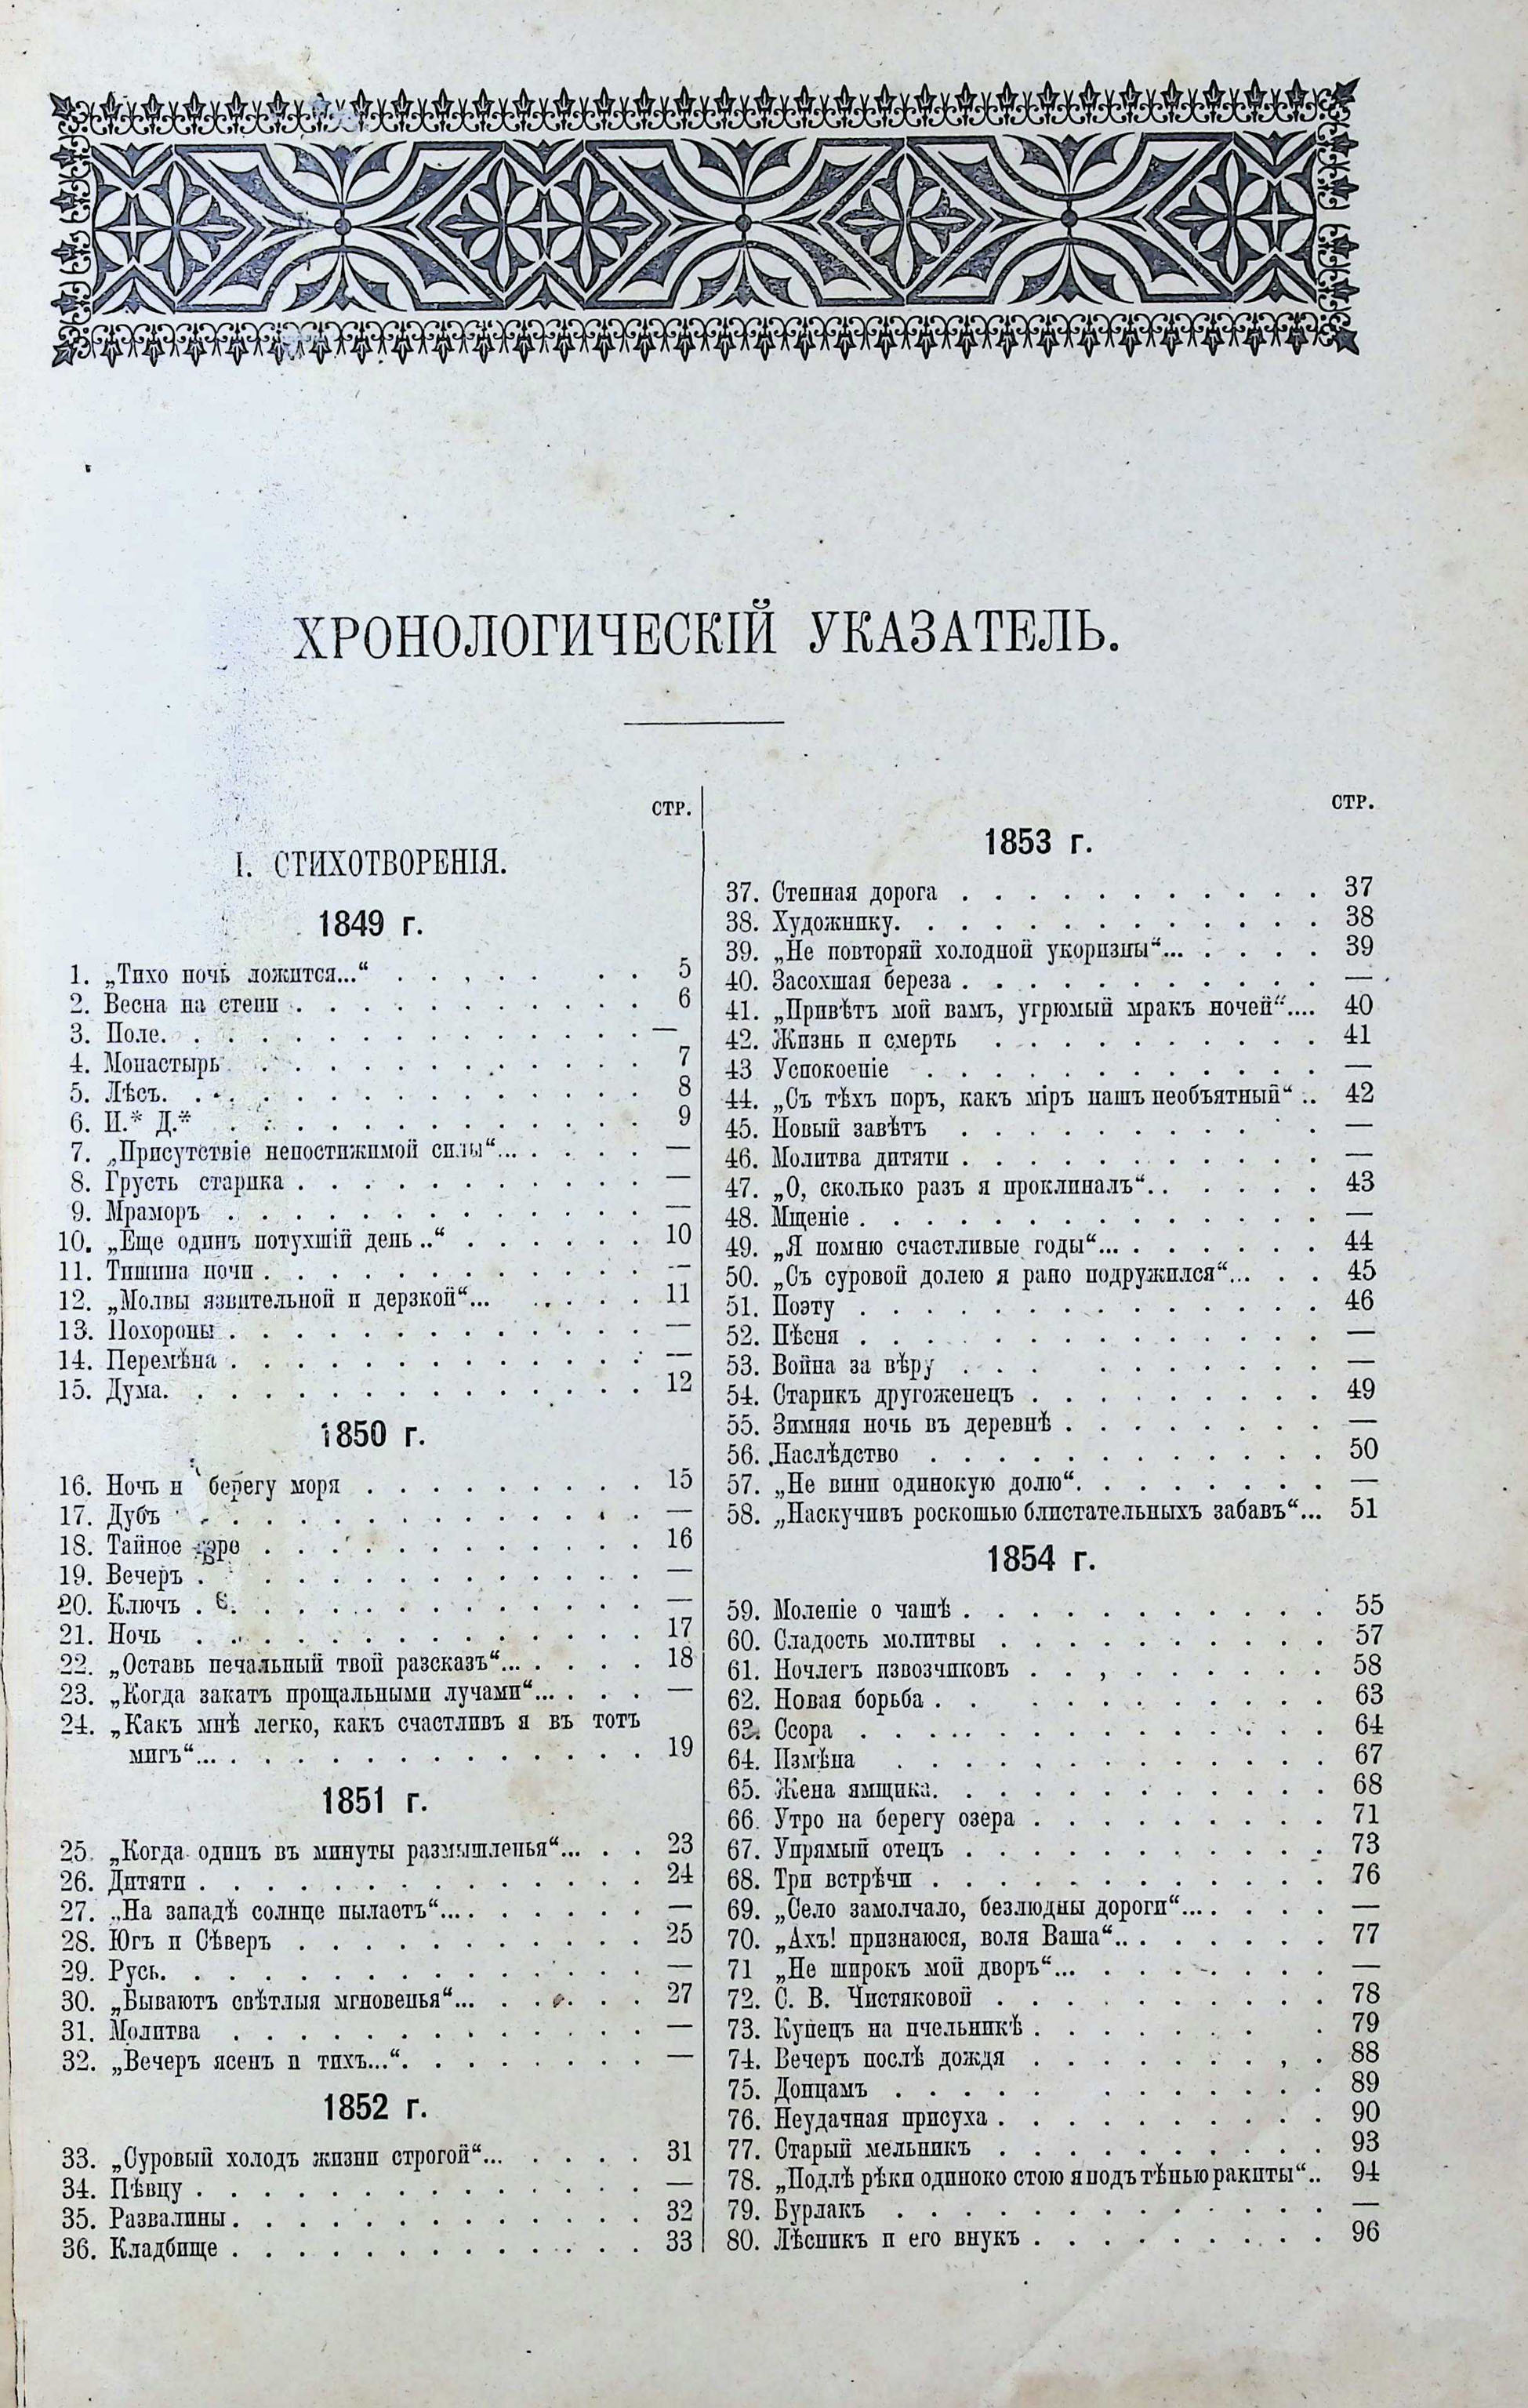 ХРОНОЛОГИЧЕСКІЙ УКАЗАТЕЛЬ.
СТР.
I. СТИХОТВОРЕНІЯ.
1849 г.
1. „Тихо ночь ложится...“ 5
2. Весна на степи 6
3. Поле. —
4. Монастырь 7
5. Лѣсъ. 8
6. И.* Д.* 9
7. „Присутствіе непостижимой силы“... —
8. Грусть старика —
9. Мраморъ —
10. „Еще одинъ потухшій день..“ 10
11. Тишина ночи —
12. „Молвы язвительной и дерзкой“... 11
13. Похороны —
14. Перемѣна —
15. Дума. 12
1850 г.
16. Ночь н берегу моря 15
17. Дубъ —
18. Тайное оре 16
19. Вечеръ —
20. Ключъ —
21. Ночь 17
22. „Оставь печальный твой разсказъ“... 18
23. „Когда закатъ прощальными лучами“... —
24. „Какъ мнѣ легко, какъ счастливъ я въ тотъ
мигъ“... 19
1851 г.
25. „Когда одинъ въ минуты размышленья“... 23
26. Дитяти 24
27. „На западѣ солнце пылаетъ“... —
28. Югъ и Сѣверъ 25
29. Русь. —
30. „Бываютъ свѣтлыя мгновенья“... 27
31. Молитва —
32. „Вечеръ ясенъ и тихъ...“. —
1852 г.
33. „Суровый холодъ жизни строгой“... 31
34. Пѣвцу —
35. Развалины 32
36. Кладбище 33
СТР.
1853 г.
37. Степная дорога 37
38. Художнику. 38
39. „Не повторяй холодной укоризны“... 39
40. Засохшая береза —
41. „Привѣтъ мой вамъ, угрюмый мракъ ночей“.... 40
42. Жизнь и смерть 41
43 Успокоеніе —
44. „Съ тѣхъ поръ, какъ міръ нашъ необъятный“ .. 42
45. Новый завѣтъ —
46. Молитва дитяти —
47. „О, сколько разъ я проклиналъ“. 43
48. Мщеніе —
49. „Я помню счастливые годы“... 44
50. „Съ суровой долею я рано подружился“... 45
51. Поэту 46
52. Пѣсня —
53. Война за вѣру —
54. Старикъ другоженецъ 49
55. Зимняя ночь въ деревнѣ —
56. Наслѣдство 50
57. „Не вини одинокую долю“. —
58. „Наскучивъ роскошью блистательныхъ забавъ“... 51
1854 г.
59. Моленіе о чашѣ 55
60. Сладость молитвы 57
61. Ночлегъ извозчиковъ 58
62. Новая борьба 63
63. Ссора 64
64. Измѣна 67
65. Жена ямщика. 68
66. Утро на берегу озера 71
67. Упрямый отецъ 73
68. Три встрѣчи 76
69. „Село замолчало, безлюдны дороги“... —
70. „Ахъ! признаюся, воля Ваша“.. 77
71 „Не широкъ мой дворъ“... —
72. С. В. Чистяковой 78
73. Купецъ на пчельникѣ 79
74. Вечеръ послѣ дождя 88
75. Донцамъ 89
76. Неудачная присуха 90
77. Старый мельникъ 93
78. „Подлѣ рѣки одиноко стою я подъ тѣнью ракиты“.. 94
79. Бурлакъ —
80. Лѣсникъ и его внукъ 96